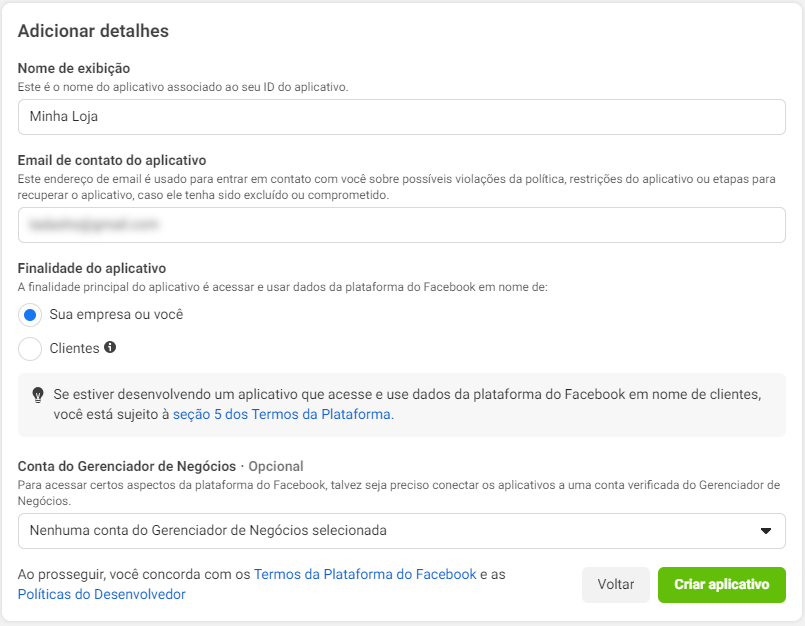 Adicionar detalhes
Nome de exibição
Este é o nome do aplicativo associado ao seu ID do aplicativo.
Minha Loja
Email de contato do aplicativo
Este endereço de email é usado para entrar em contato com você sobre possíveis violações da política, restrições do aplicativo ou etapas para
recuperar o aplicativo, caso ele tenha sido excluído ou comprometido.
Finalidade do aplicativo
A finalidade principal do aplicativo é acessar e usar dados da plataforma do Facebook em nome de:
Sua empresa ou você
Clientes
Se estiver desenvolvendo um aplicativo que acesse e use dados da plataforma do Facebook em nome de clientes,
você está sujeito à seção 5 dos Termos da Plataforma.
Conta do Gerenciador de Negócios · Opcional
Para acessar certos aspectos da plataforma do Facebook, talvez seja preciso conectar os aplicativos a uma conta verificada do Gerenciador de
Negócios.
Nenhuma conta do Gerenciador de Negócios selecionada
Ao prosseguir, você concorda com os Termos da Plataforma do Facebook e as
Políticas do Desenvolvedor
Voltar
Criar aplicativo